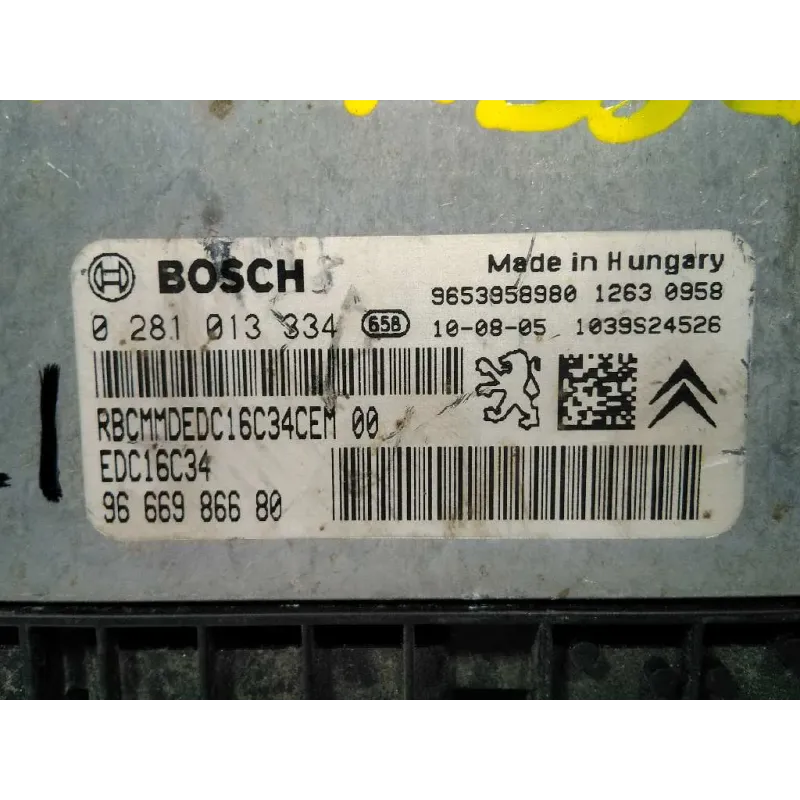 BOSCH
Made in Hungary
9653958980 1263 0958
0 281 013 334 658
10-08-05 1039S24526
RBCMMDEDC16C34CEM 00
EDC16C34
96 669 866 80